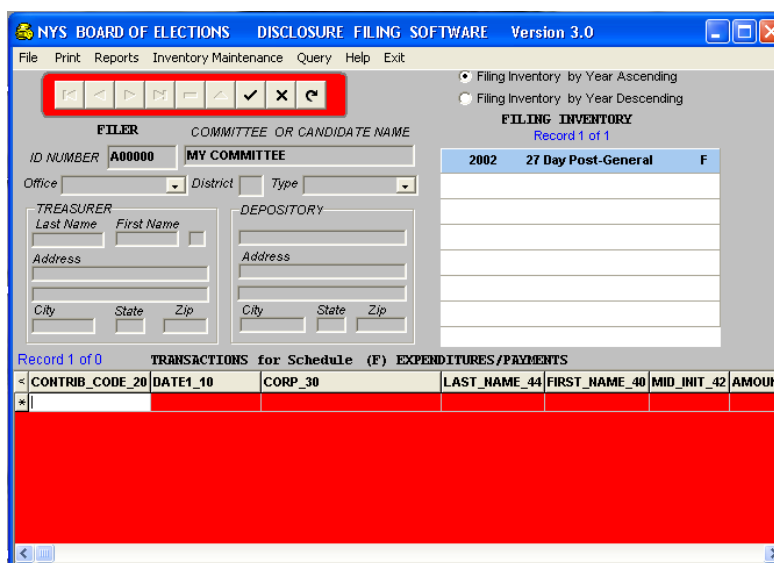 NYS BOARD OF ELECTIONS DISCLOSURE FILING SOFTWARE Version 3.0
File Print Reports Inventory Maintenance Query Help Exit
Filing Inventory by Year Ascending
Filing Inventory by Year Descending
FILER COMMITTEE OR CANDIDATE NAME
FILING INVENTORY
Record 1 of 1
ID NUMBER A00000 MY COMMITTEE
2002 27 Day Post-General F
Office District Type
TREASURER DEPOSITORY
Last Name First Name
Address Address
City State Zip City State Zip
Record 1 of 0 TRANSACTIONS for Schedule (F) EXPENDITURES/PAYMENTS
< CONTRIB_CODE_20 DATE1_10 CORP_30 LAST_NAME_44 FIRST_NAME_40 MID_INIT_42 AMOUN
*